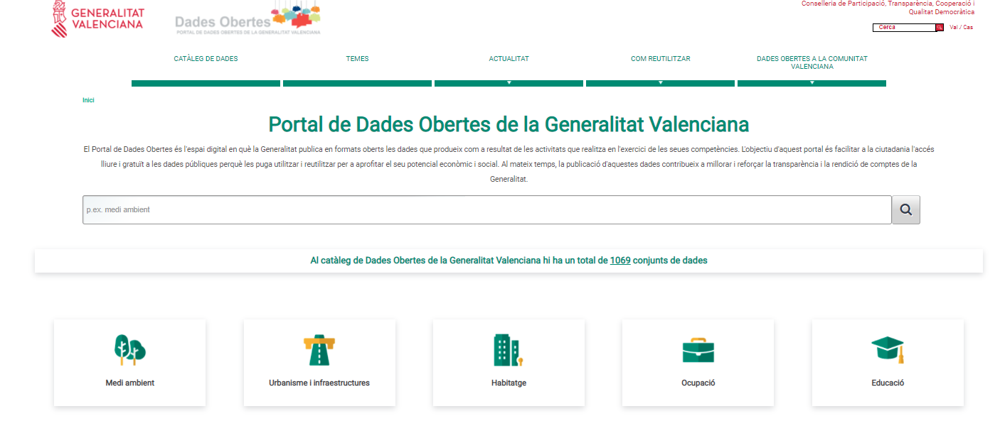 GENERALITAT
VALENCIANA
Dades Obertes
PORTAL DE DADES OBERTES DE LA GENERALITAT VALENCIANA
Conselleria de Participació, Transparència, Cooperació i
Qualitat Democràtica
Cerca
Val / Cas
CATÀLEG DE DADES
TEMES
ACTUALITAT
COM REUTILITZAR
DADES OBERTES A LA COMUNITAT
VALENCIANA
Inici
Portal de Dades Obertes de la Generalitat Valenciana
El Portal de Dades Obertes és l'espai digital en què la Generalitat publica en formats oberts les dades que produeix com a resultat de les activitats que realitza en l'exercici de les seues competències. L'objectiu d'aquest portal és facilitar a la ciutadania l'accés
lliure i gratuït a les dades públiques perquè les puga utilitzar i reutilitzar per a aprofitar el seu potencial econòmic i social. Al mateix temps, la publicació d'aquestes dades contribueix a millorar i reforçar la transparència i la rendició de comptes de la
Generalitat.
p.ex. medi ambient
Al catàleg de Dades Obertes de la Generalitat Valenciana hi ha un total de 1069 conjunts de dades
Medi ambient
Urbanisme i infraestructures
Habitatge
Ocupació
Educació